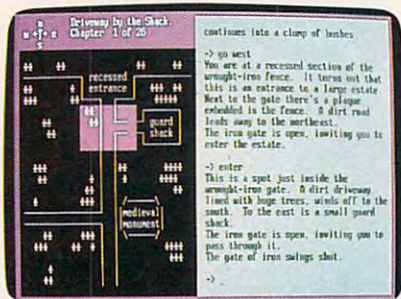 n
w + e
s
Driveway by the Shack.
Chapter 1 of 26
recessed
entrance
guard
shack
medieval
monument
continues into a clump of bushes
-> go west
You are at a recessed section of the
wrought-iron fence. It turns out that
this is an entrance to a large estate.
Next to the gate there's a plaque
embedded in the fence. A dirt road
leads away to the northeast.
The iron gate is open, inviting you to
enter the estate.
-> enter
This is a spot just inside the
wrought-iron gate. A dirt driveway
lined with huge trees, winds off to the
south. To the east is a small guard
shack.
The iron gate is open, inviting you to
pass through it.
The gate of iron swings shut.
-> _